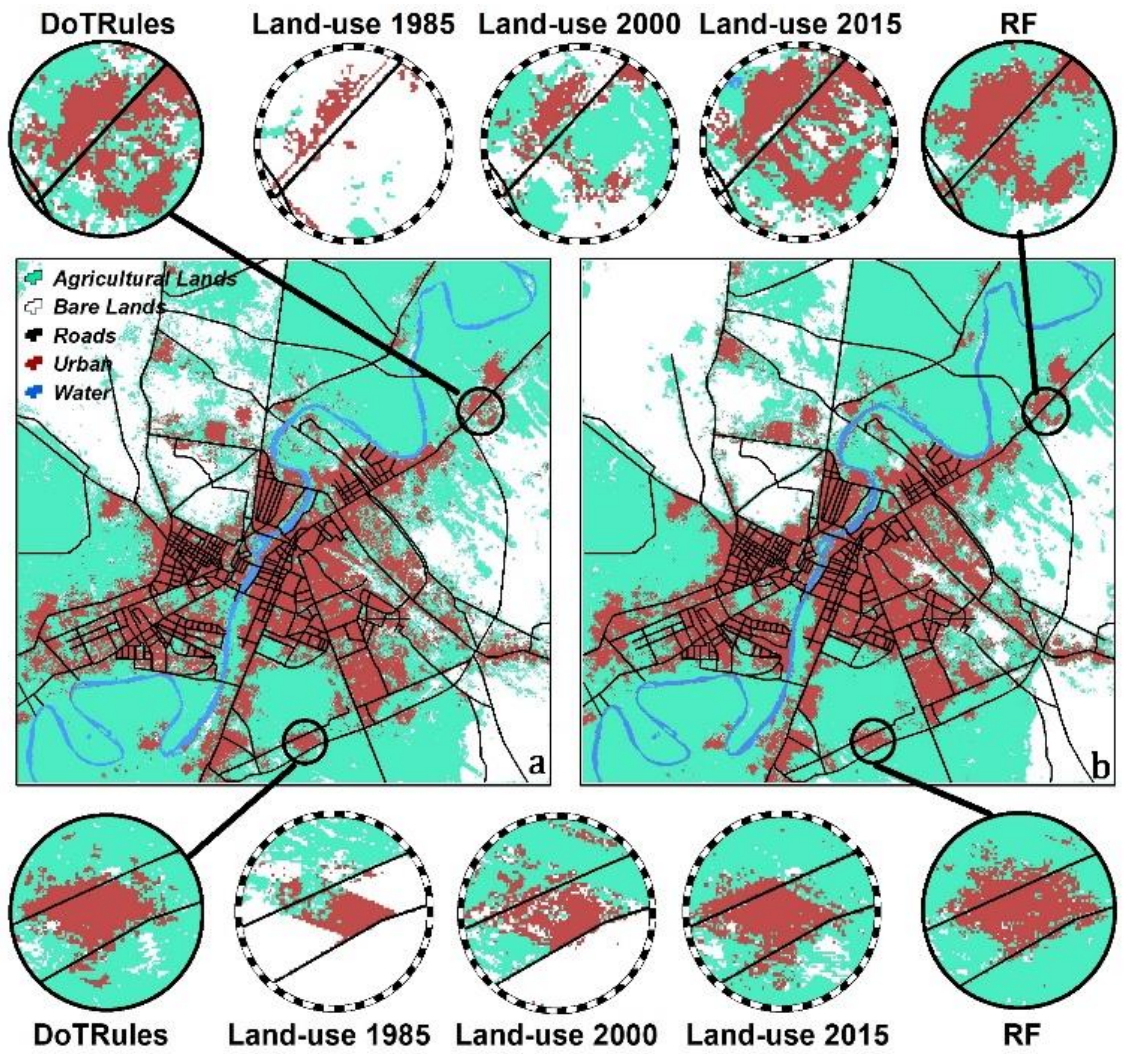 DoTRules Land-use 1985 Land-use 2000 Land-use 2015 RF
Agricultural Lands
Bare Lands
Roads
Urban
Water
a b
DoTRules Land-use 1985 Land-use 2000 Land-use 2015 RF